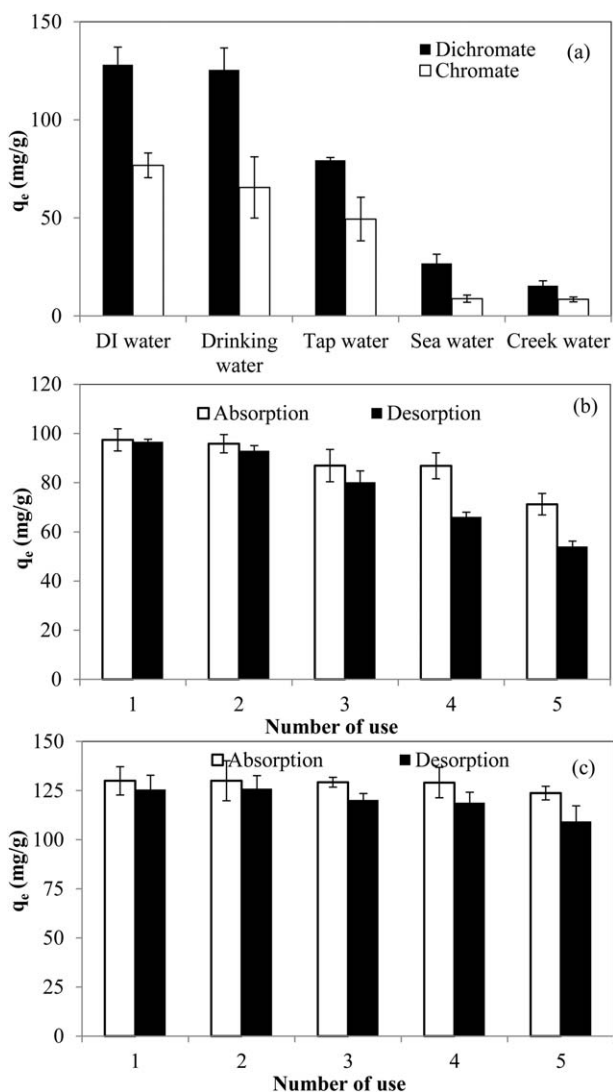 150
100
50
0
qe (mg/g)
(a)
Dichromate
Chromate
DI water Drinking water Tap water Sea water Creek water
120
100
80
60
40
20
0
qe (mg/g)
(b)
Absorption Desorption
1 2 3 4 5
Number of use
150
125
100
75
50
25
0
qe (mg/g)
(c)
Absorption Desorption
1 2 3 4 5
Number of use